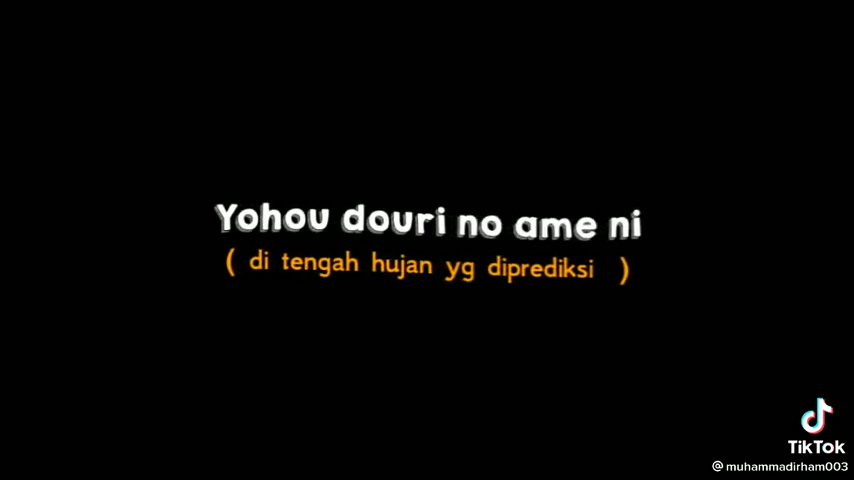 Yohou douri no ame ni
( di tengah hujan yg diprediksi )
TikTok
@muhammadirham003